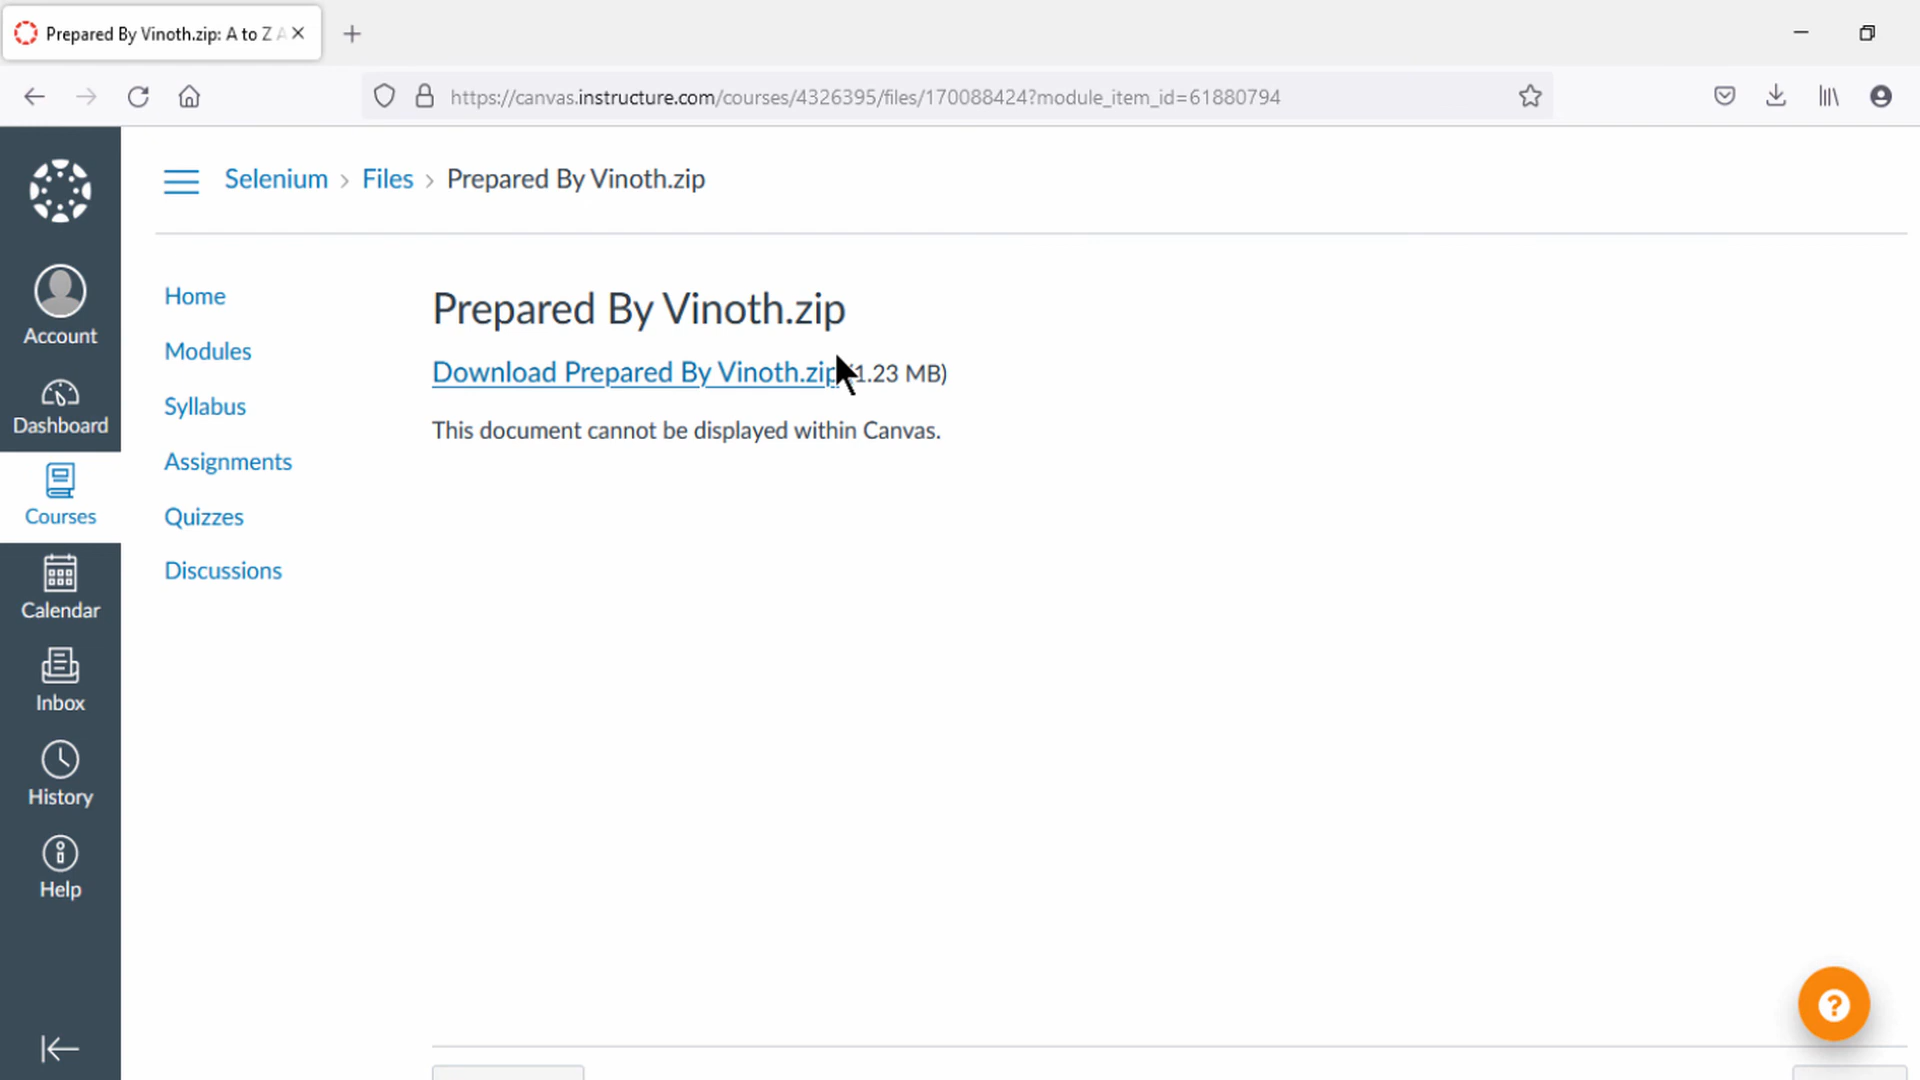 Prepared By Vinoth.zip: A to Z A
https://canvas.instructure.com/courses/4326395/files/170088424?module_item_id=61880794
Selenium > Files > Prepared By Vinoth.zip
Account
Dashboard
Courses
Calendar
Inbox
History
Help
Home
Modules
Syllabus
Assignments
Quizzes
Discussions
Prepared By Vinoth.zip
Download Prepared By Vinoth.zip (1.23 MB)
This document cannot be displayed within Canvas.
?